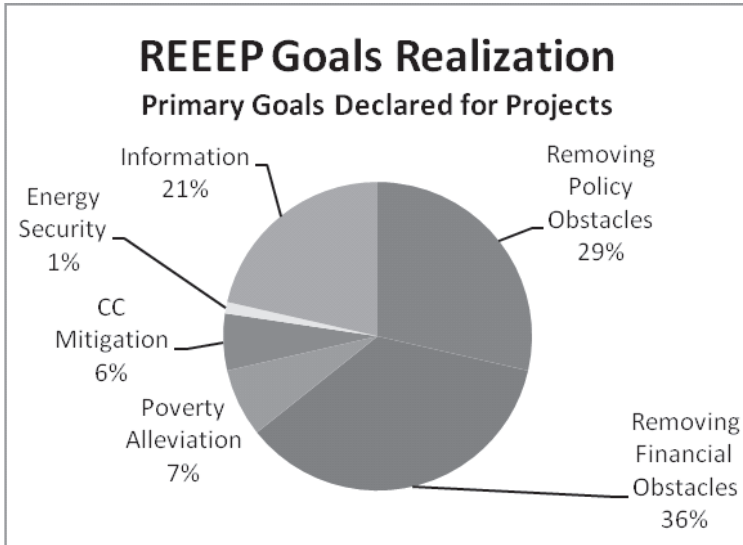 REEEP Goals Realization
Primary Goals Declared for Projects
Information
21%
Energy
Security
1%
CC
Mitigation
6%
Poverty
Alleviation
7%
Removing
Policy
Obstacles
29%
Removing
Financial
Obstacles
36%